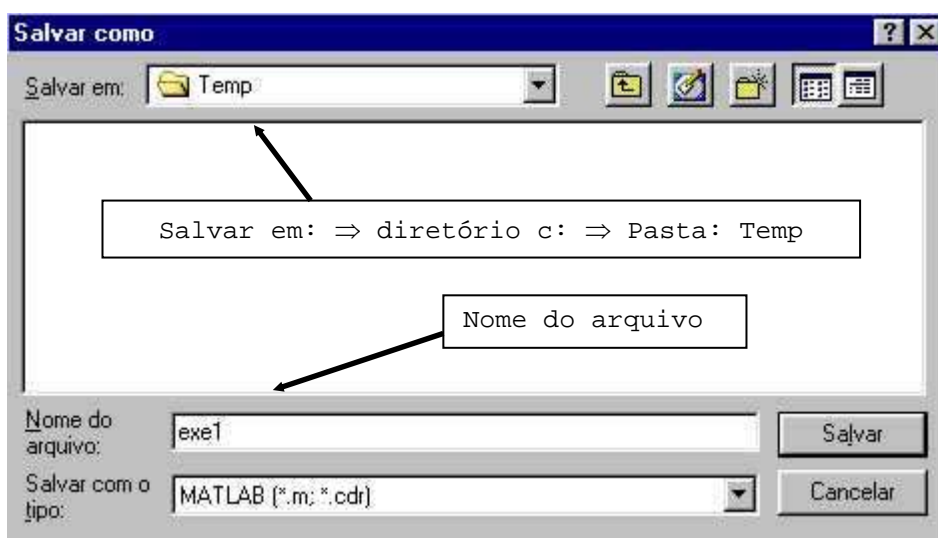 Salvar como
Salvar em: Temp
Salvar em: ⇒ diretório c: ⇒ Pasta: Temp
Nome do arquivo
Nome do
arquivo:
exe1
Salvar
Salvar com o
tipo:
MATLAB (*.m; *.cdr)
Cancelar